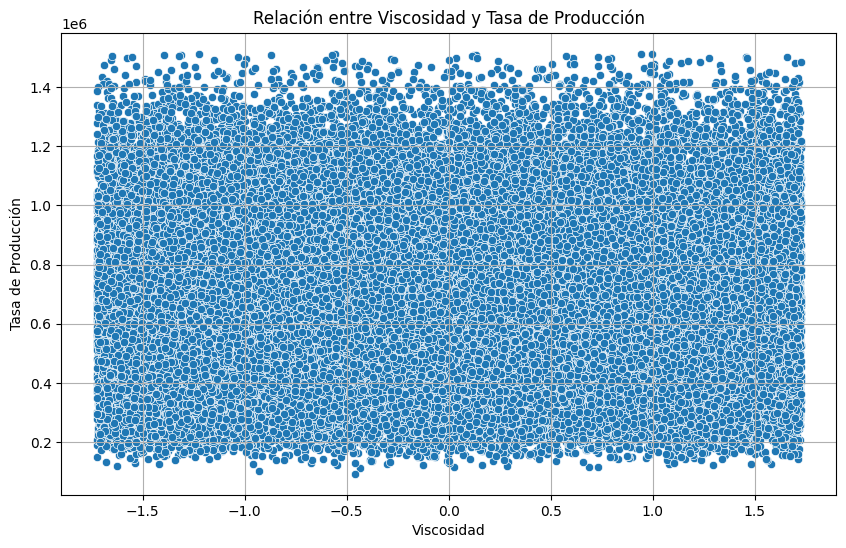 Relación entre Viscosidad y Tasa de Producción
1e6
1.4
1.2
1.0
0.8
0.6
0.4
0.2
Tasa de Producción
−1.5 −1.0 −0.5 0.0 0.5 1.0 1.5
Viscosidad